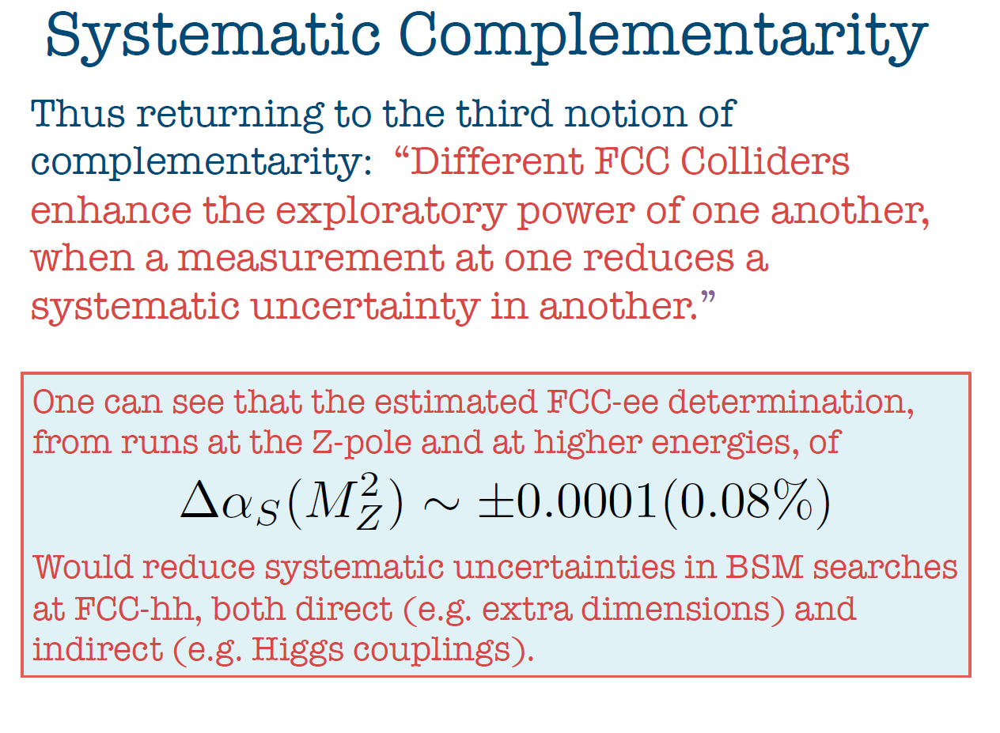 Systematic Complementarity
Thus returning to the third notion of
complementarity: “Different FCC Colliders
enhance the exploratory power of one another,
when a measurement at one reduces a
systematic uncertainty in another.”
One can see that the estimated FCC-ee determination,
from runs at the Z-pole and at higher energies, of
Δα_S(M_Z^2) ∼ ±0.0001(0.08%)
Would reduce systematic uncertainties in BSM searches
at FCC-hh, both direct (e.g. extra dimensions) and
indirect (e.g. Higgs couplings).